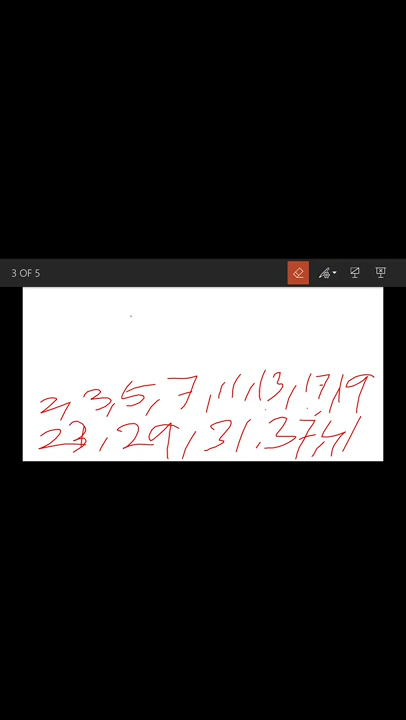 3 OF 5
2, 3, 5, 7, 11, 13, 17, 19
23, 29, 31, 37, 41